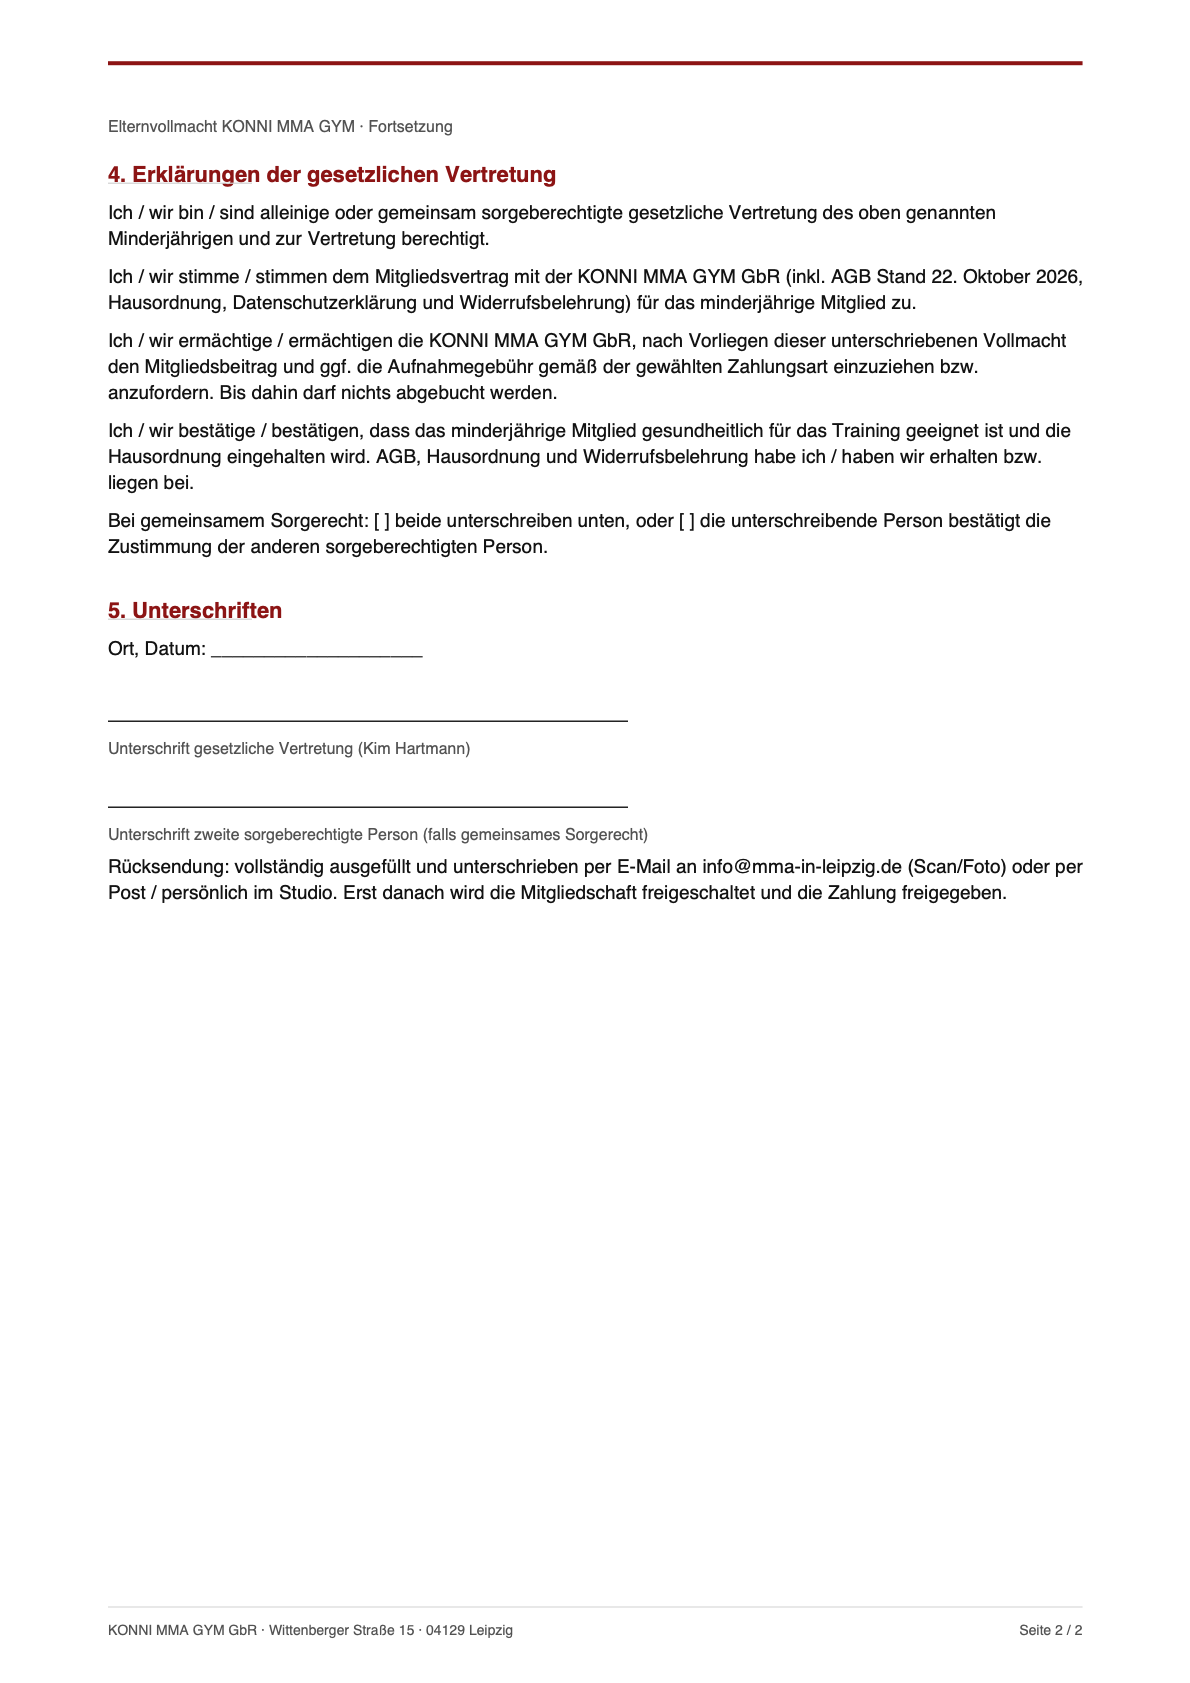 Elternvollmacht KONNI MMA GYM · Fortsetzung
4. Erklärungen der gesetzlichen Vertretung
Ich / wir bin / sind alleinige oder gemeinsam sorgeberechtigte gesetzliche Vertretung des oben genannten
Minderjährigen und zur Vertretung berechtigt.
Ich / wir stimme / stimmen dem Mitgliedsvertrag mit der KONNI MMA GYM GbR (inkl. AGB Stand 22. Oktober 2026,
Hausordnung, Datenschutzerklärung und Widerrufsbelehrung) für das minderjährige Mitglied zu.
Ich / wir ermächtige / ermächtigen die KONNI MMA GYM GbR, nach Vorliegen dieser unterschriebenen Vollmacht
den Mitgliedsbeitrag und ggf. die Aufnahmegebühr gemäß der gewählten Zahlungsart einzuziehen bzw.
anzufordern. Bis dahin darf nichts abgebucht werden.
Ich / wir bestätige / bestätigen, dass das minderjährige Mitglied gesundheitlich für das Training geeignet ist und die
Hausordnung eingehalten wird. AGB, Hausordnung und Widerrufsbelehrung habe ich / haben wir erhalten bzw.
liegen bei.
Bei gemeinsamem Sorgerecht: [ ] beide unterschreiben unten, oder [ ] die unterschreibende Person bestätigt die
Zustimmung der anderen sorgeberechtigten Person.
5. Unterschriften
Ort, Datum: ____________________
Unterschrift gesetzliche Vertretung (Kim Hartmann)
Unterschrift zweite sorgeberechtigte Person (falls gemeinsames Sorgerecht)
Rücksendung: vollständig ausgefüllt und unterschrieben per E-Mail an info@mma-in-leipzig.de (Scan/Foto) oder per
Post / persönlich im Studio. Erst danach wird die Mitgliedschaft freigeschaltet und die Zahlung freigegeben.
KONNI MMA GYM GbR · Wittenberger Straße 15 · 04129 Leipzig
Seite 2 / 2